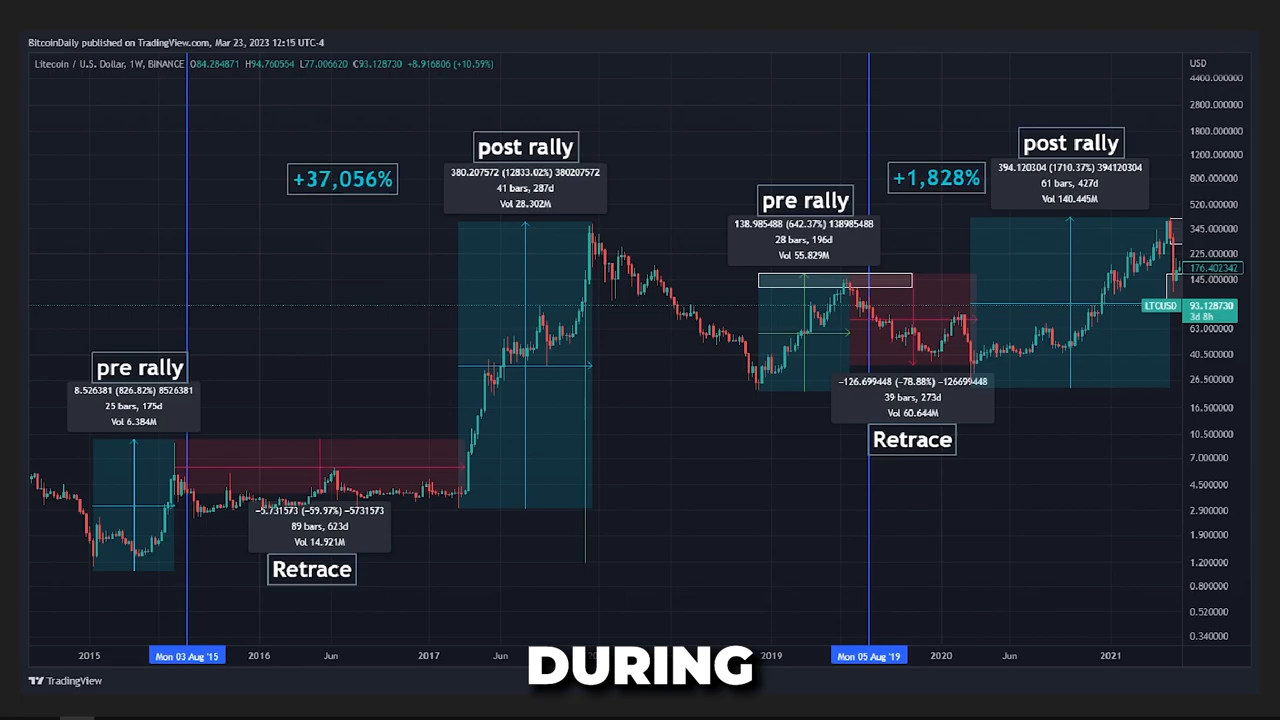 BitcoinDaily published on TradingView.com, Mar 23, 2023 12:15 UTC-4
Litecoin / U.S. Dollar, 1W, BINANCE O84.284871 H94.760554 L77.006620 C93.128730 +8.916806 (+10.59%)
USD
4400.000000
2800.000000
1800.000000
1200.000000
800.000000
520.000000
345.000000
225.000000
176.402342
145.000000
LTCUSD 93.128730
3d 8h
63.000000
40.500000
26.500000
16.500000
10.500000
7.000000
4.500000
2.900000
1.900000
1.200000
0.800000
0.520000
0.340000
pre rally
8.526381 (826.82%) 8526381
25 bars, 175d
Vol 6.384M
+37,056%
−5.731573 (−59.97%) −5731573
89 bars, 623d
Vol 14.921M
Retrace
post rally
380.207572 (12833.02%) 380207572
41 bars, 287d
Vol 28.302M
pre rally
138.985488 (642.37%) 138985488
28 bars, 196d
Vol 55.829M
+1,828%
−126.699448 (−78.88%) −126699448
39 bars, 273d
Vol 60.644M
Retrace
post rally
394.120304 (1710.37%) 394120304
61 bars, 427d
Vol 140.445M
2015 Mon 03 Aug '15 2016 Jun 2017 Jun 2019 Mon 05 Aug '19 2020 Jun 2021
DURING
TradingView